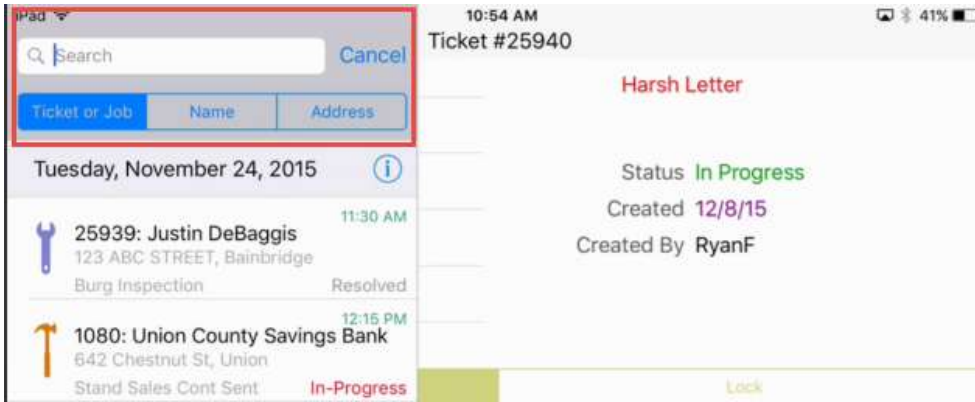 iPad
10:54 AM
41%
Search
Cancel
Ticket or Job
Name
Address
Tuesday, November 24, 2015
11:30 AM
25939: Justin DeBaggis
123 ABC STREET, Bainbridge
Burg Inspection
Resolved
12:15 PM
1080: Union County Savings Bank
642 Chestnut St, Union
Stand Sales Cont Sent
In-Progress
Ticket #25940
Harsh Letter
Status In Progress
Created 12/8/15
Created By RyanF
Lock